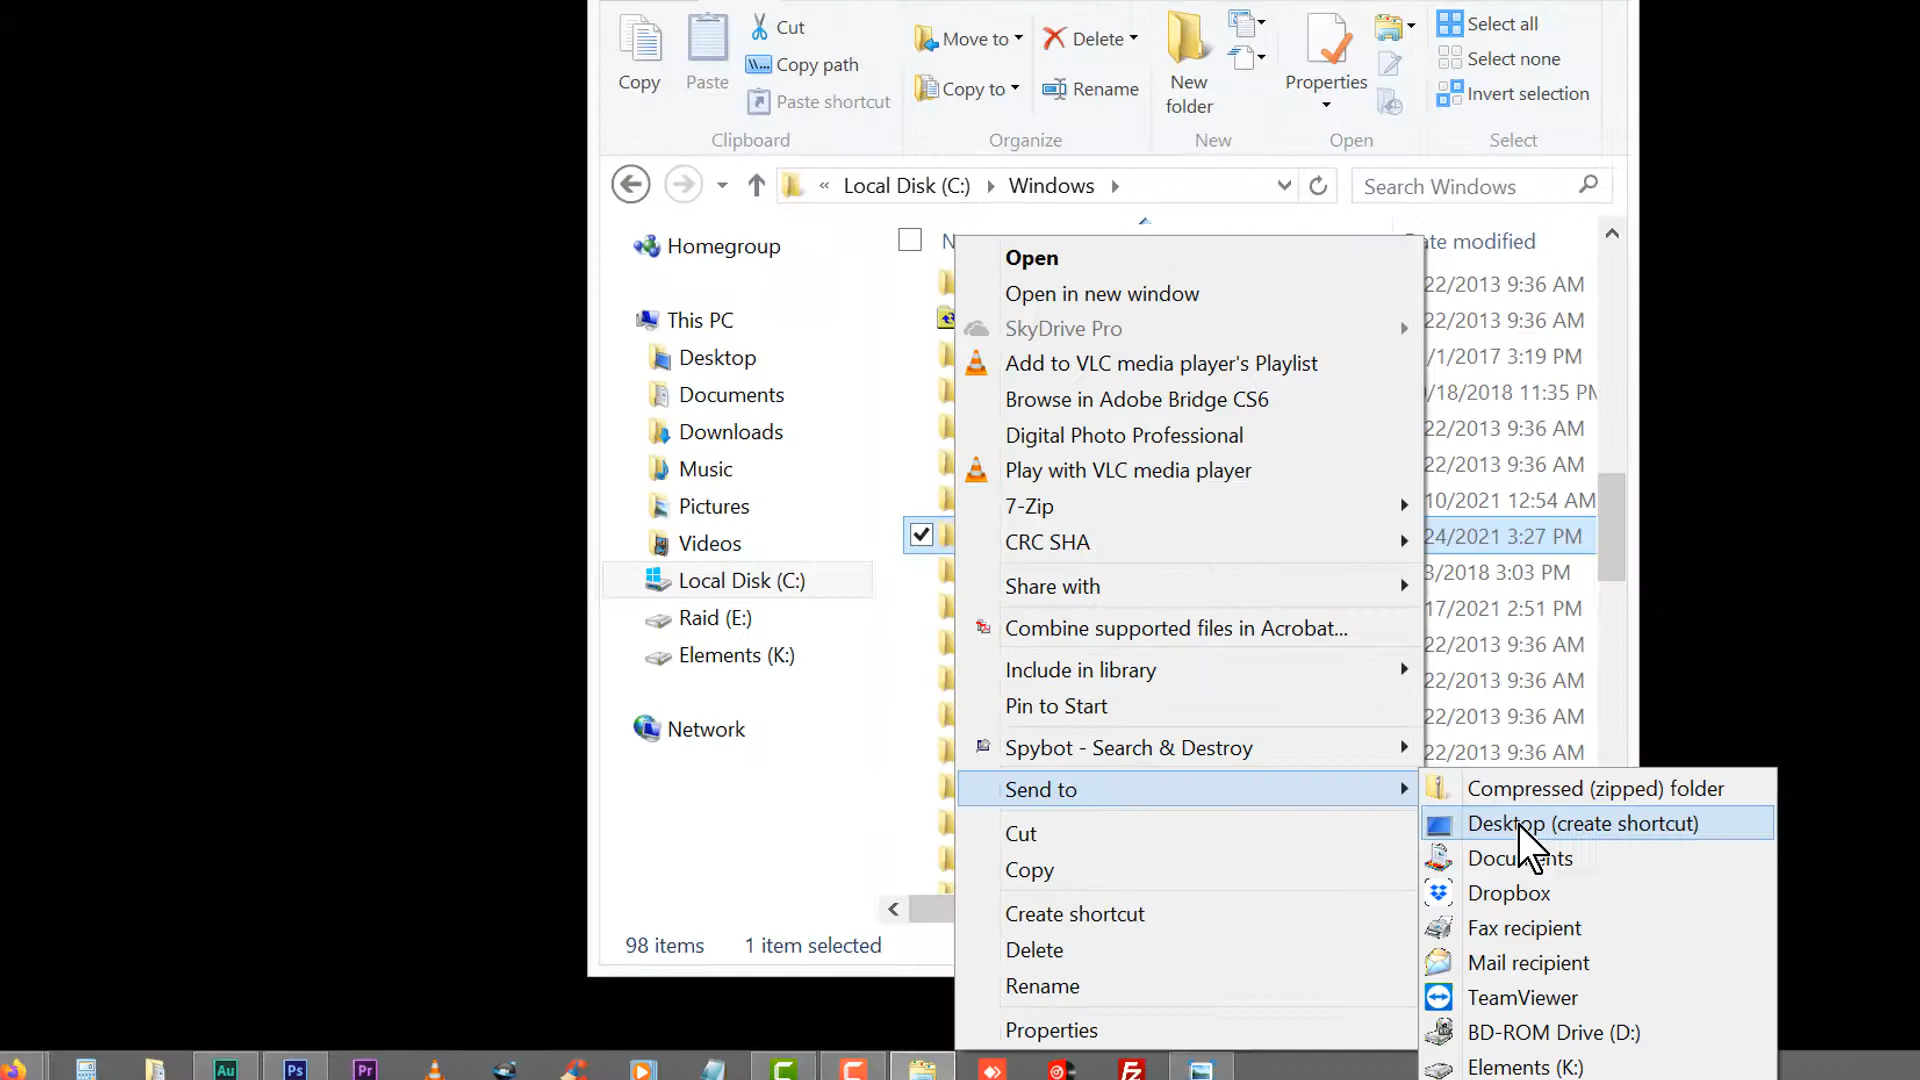 Copy
Paste
Cut
Copy path
Paste shortcut
Clipboard
Move to
Copy to
Delete
Rename
Organize
New
folder
New
Properties
Open
Select all
Select none
Invert selection
Select
« Local Disk (C:) Windows
Search Windows
Homegroup
This PC
Desktop
Documents
Downloads
Music
Pictures
Videos
Local Disk (C:)
Raid (E:)
Elements (K:)
Network
N
ate modified
22/2013 9:36 AM
22/2013 9:36 AM
/1/2017 3:19 PM
/18/2018 11:35 PM
22/2013 9:36 AM
22/2013 9:36 AM
10/2021 12:54 AM
24/2021 3:27 PM
3/2018 3:03 PM
17/2021 2:51 PM
22/2013 9:36 AM
22/2013 9:36 AM
22/2013 9:36 AM
22/2013 9:36 AM
Open
Open in new window
SkyDrive Pro
Add to VLC media player's Playlist
Browse in Adobe Bridge CS6
Digital Photo Professional
Play with VLC media player
7-Zip
CRC SHA
Share with
Combine supported files in Acrobat...
Include in library
Pin to Start
Spybot - Search & Destroy
Send to
Cut
Copy
Create shortcut
Delete
Rename
Properties
Compressed (zipped) folder
Desktop (create shortcut)
Documents
Dropbox
Fax recipient
Mail recipient
TeamViewer
BD-ROM Drive (D:)
Elements (K:)
98 items 1 item selected
Au Ps Pr